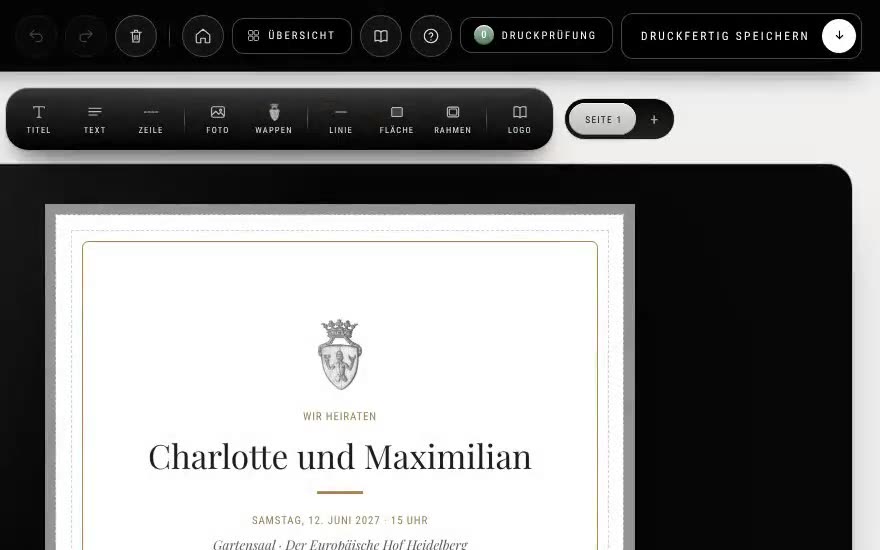 ÜBERSICHT
0 DRUCKPRÜFUNG
DRUCKFERTIG SPEICHERN
TITEL TEXT ZEILE FOTO WAPPEN LINIE FLÄCHE RAHMEN LOGO
SEITE 1 +
WIR HEIRATEN
Charlotte und Maximilian
SAMSTAG, 12. JUNI 2027 · 15 UHR
Gartensaal · Der Europäische Hof Heidelberg